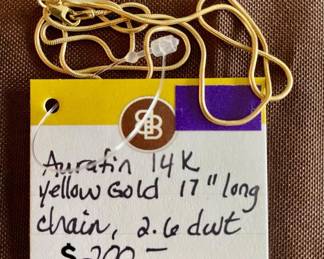 B B
Aurafin 14K
yellow Gold 17" long
chain, 2.6 dwt
$200 —